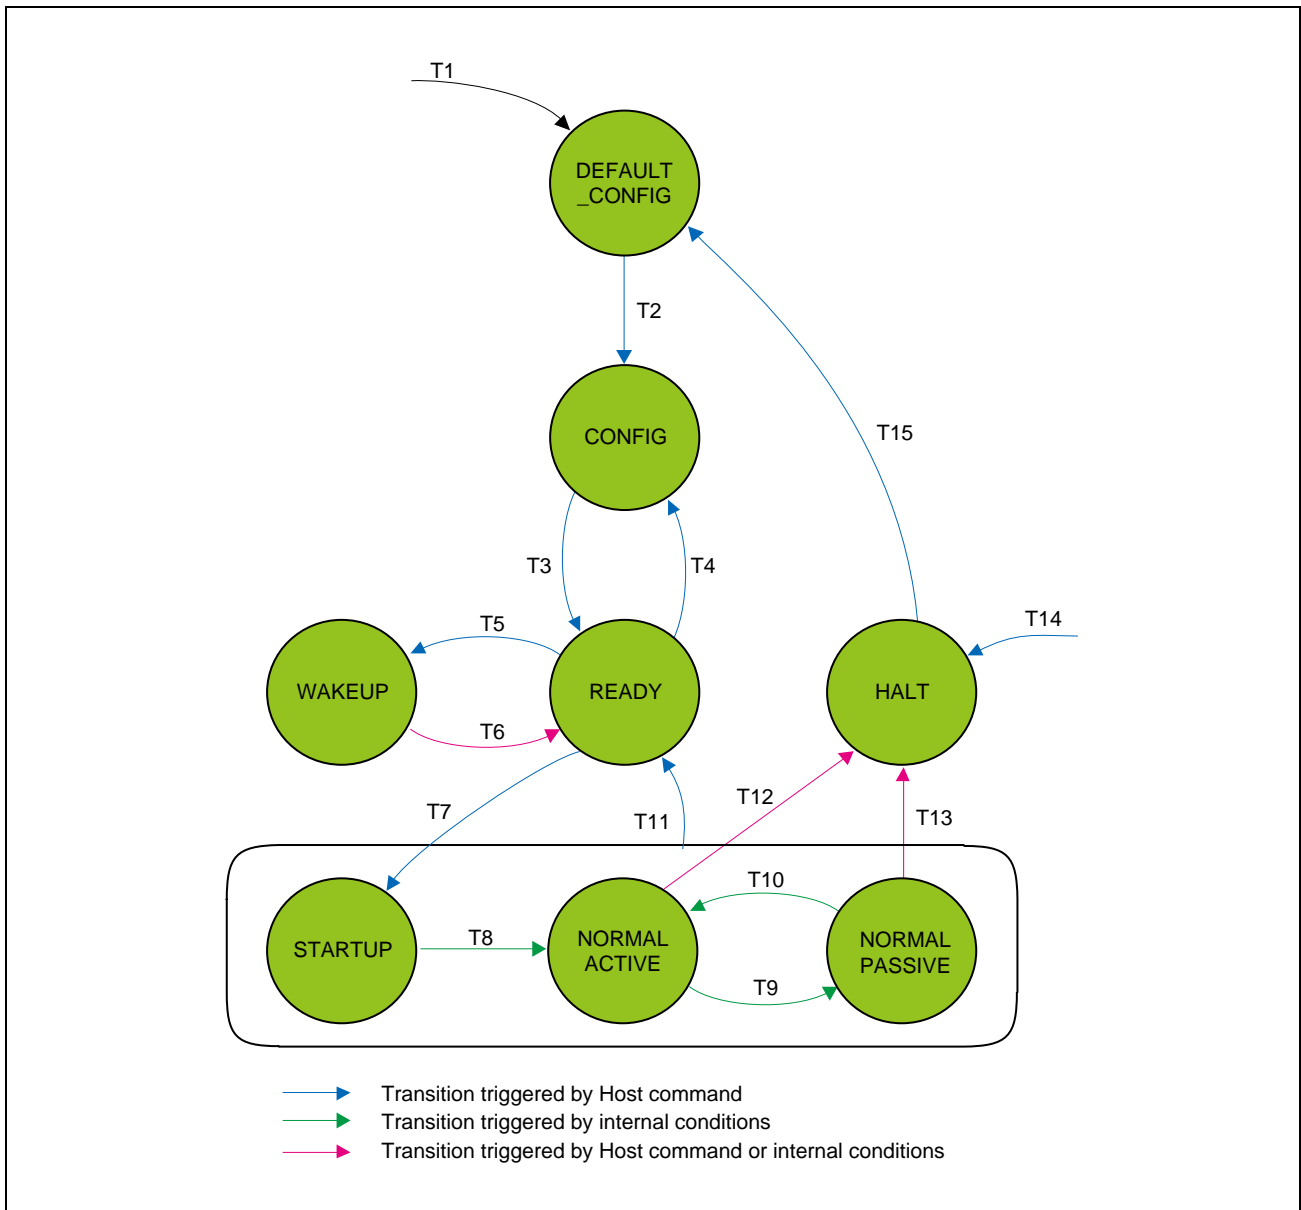 T1
DEFAULT
_CONFIG
T2
CONFIG
T15
T3
T4
T5
T14
WAKEUP
READY
HALT
T6
T12
T7
T11
T13
T10
T8
STARTUP
NORMAL
ACTIVE
NORMAL
PASSIVE
T9
Transition triggered by Host command
Transition triggered by internal conditions
Transition triggered by Host command or internal conditions